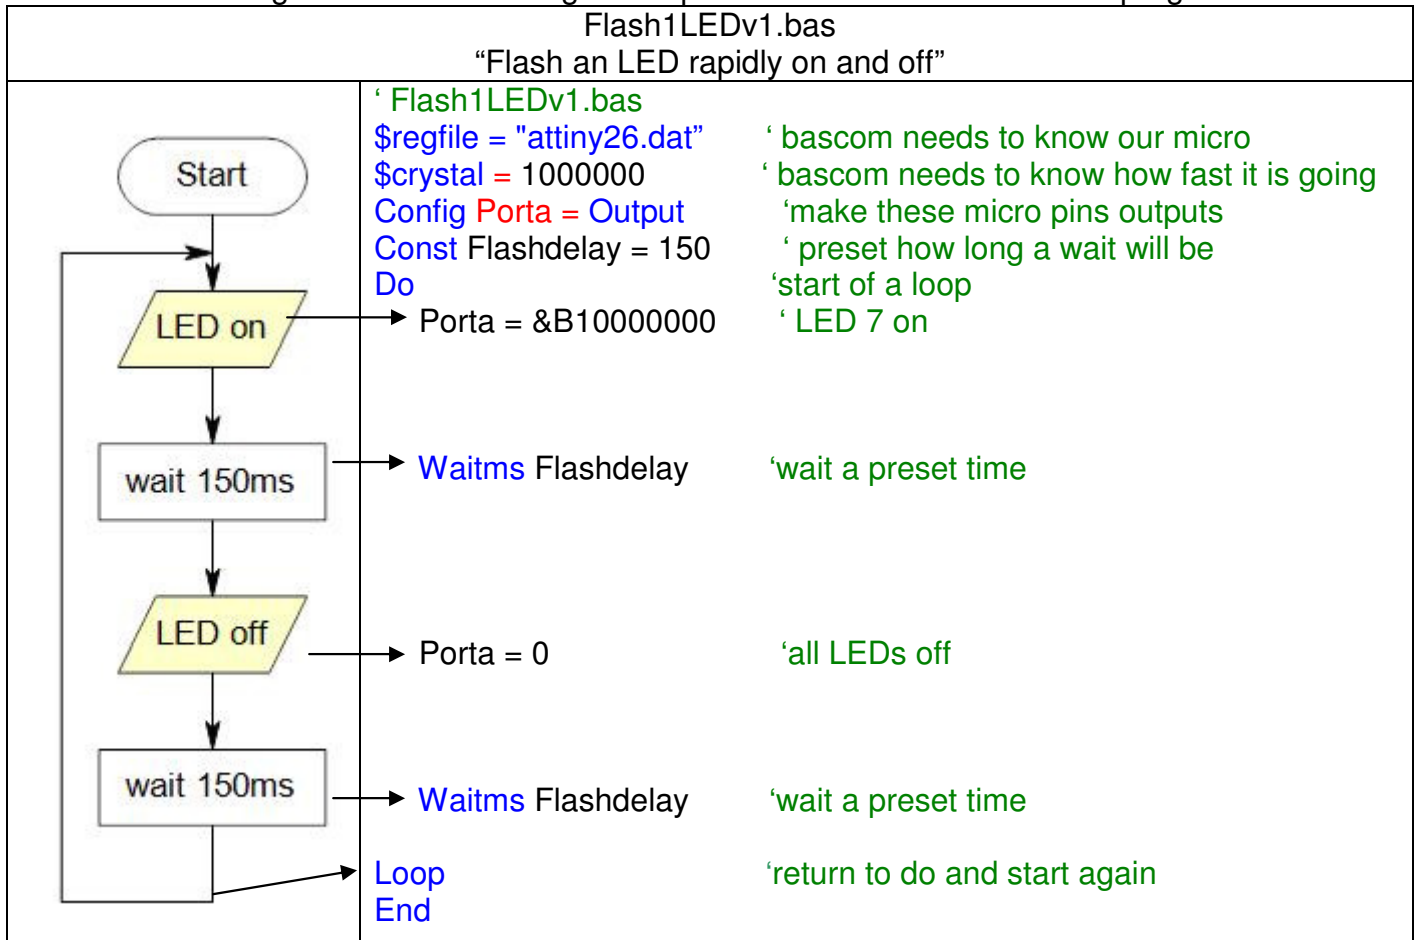 Flash1LEDv1.bas
“Flash an LED rapidly on and off”
Start
LED on
wait 150ms
LED off
wait 150ms
‘ Flash1LEDv1.bas
$regfile = "attiny26.dat” ‘ bascom needs to know our micro
$crystal = 1000000 ‘ bascom needs to know how fast it is going
Config Porta = Output ‘make these micro pins outputs
Const Flashdelay = 150 ‘ preset how long a wait will be
Do ‘start of a loop
Porta = &B10000000 ‘ LED 7 on
Waitms Flashdelay ‘wait a preset time
Porta = 0 ‘all LEDs off
Waitms Flashdelay ‘wait a preset time
Loop ‘return to do and start again
End